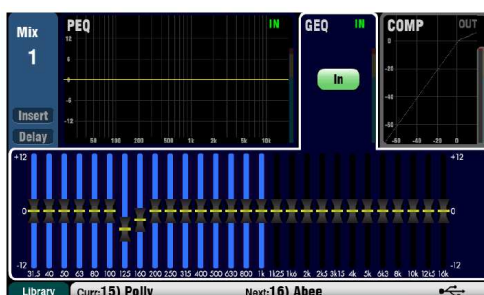 Mix
1
Insert
Delay
PEQ IN
12
6
0
-6
-12
50 100 200 500 1k 2k 5k 10k
GEQ IN
In
COMP OUT
0
-20
-40
-60
-60 -40 -20 0
+12 +12
0 0
-12 -12
31.5 40 50 63 80 100 125 160 200 250 315 400 500 630 800 1k 1k25 1k6 2k 2k5 3k15 4k 5k 6k3 8k 10k 12k5 16k
Library Curr:15) Polly Next:16) Abee